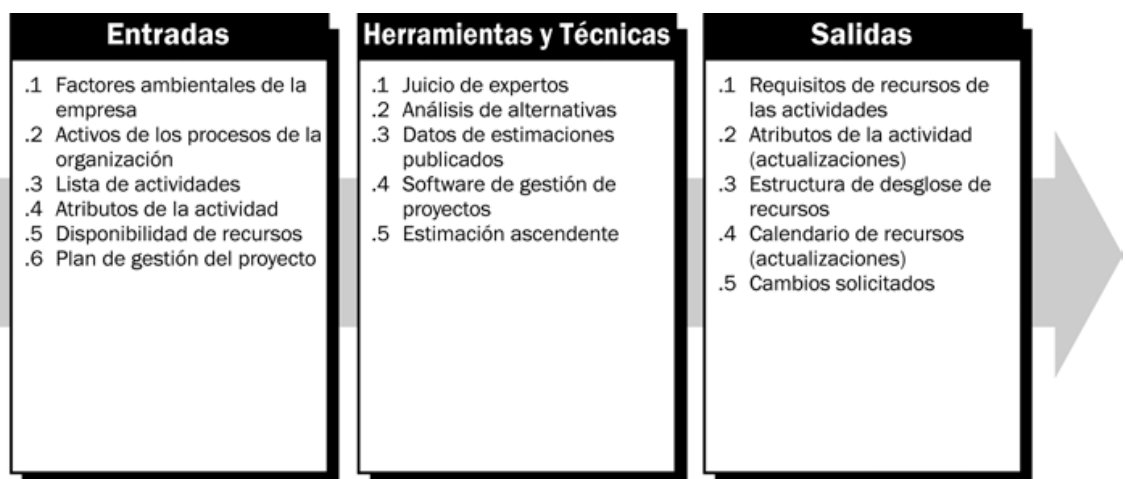 Entradas
.1 Factores ambientales de la
empresa
.2 Activos de los procesos de la
organización
.3 Lista de actividades
.4 Atributos de la actividad
.5 Disponibilidad de recursos
.6 Plan de gestión del proyecto
Herramientas y Técnicas
.1 Juicio de expertos
.2 Análisis de alternativas
.3 Datos de estimaciones
publicados
.4 Software de gestión de
proyectos
.5 Estimación ascendente
Salidas
.1 Requisitos de recursos de
las actividades
.2 Atributos de la actividad
(actualizaciones)
.3 Estructura de desglose de
recursos
.4 Calendario de recursos
(actualizaciones)
.5 Cambios solicitados